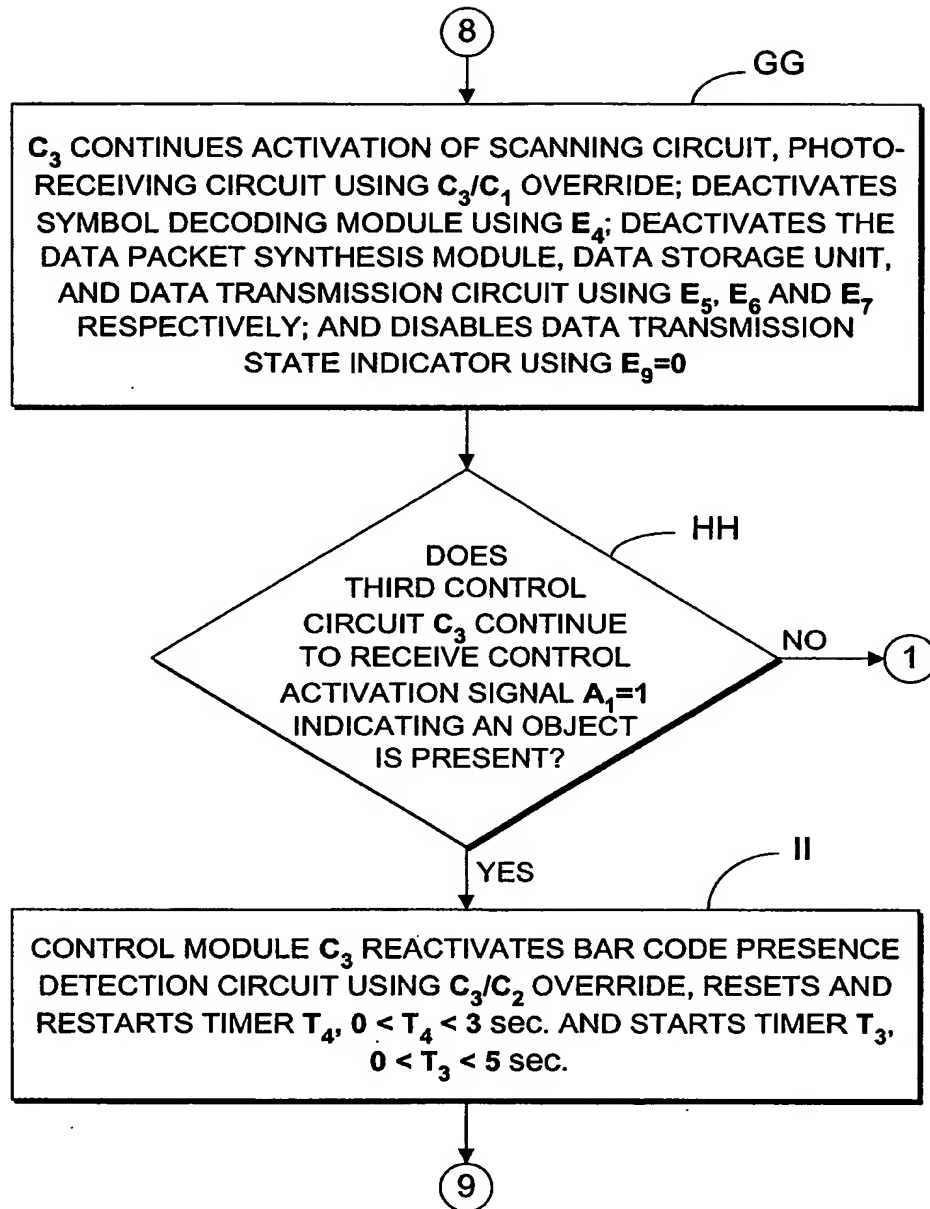 8
GG
C3 CONTINUES ACTIVATION OF SCANNING CIRCUIT, PHOTO-
RECEIVING CIRCUIT USING C3/C1 OVERRIDE; DEACTIVATES
SYMBOL DECODING MODULE USING E4; DEACTIVATES THE
DATA PACKET SYNTHESIS MODULE, DATA STORAGE UNIT,
AND DATA TRANSMISSION CIRCUIT USING E5, E6 AND E7
RESPECTIVELY; AND DISABLES DATA TRANSMISSION
STATE INDICATOR USING E9=0
HH
DOES
THIRD CONTROL
CIRCUIT C3 CONTINUE
TO RECEIVE CONTROL
ACTIVATION SIGNAL A1=1
INDICATING AN OBJECT
IS PRESENT?
NO
1
YES
II
CONTROL MODULE C3 REACTIVATES BAR CODE PRESENCE
DETECTION CIRCUIT USING C3/C2 OVERRIDE, RESETS AND
RESTARTS TIMER T4, 0 < T4 < 3 sec. AND STARTS TIMER T3,
0 < T3 < 5 sec.
9